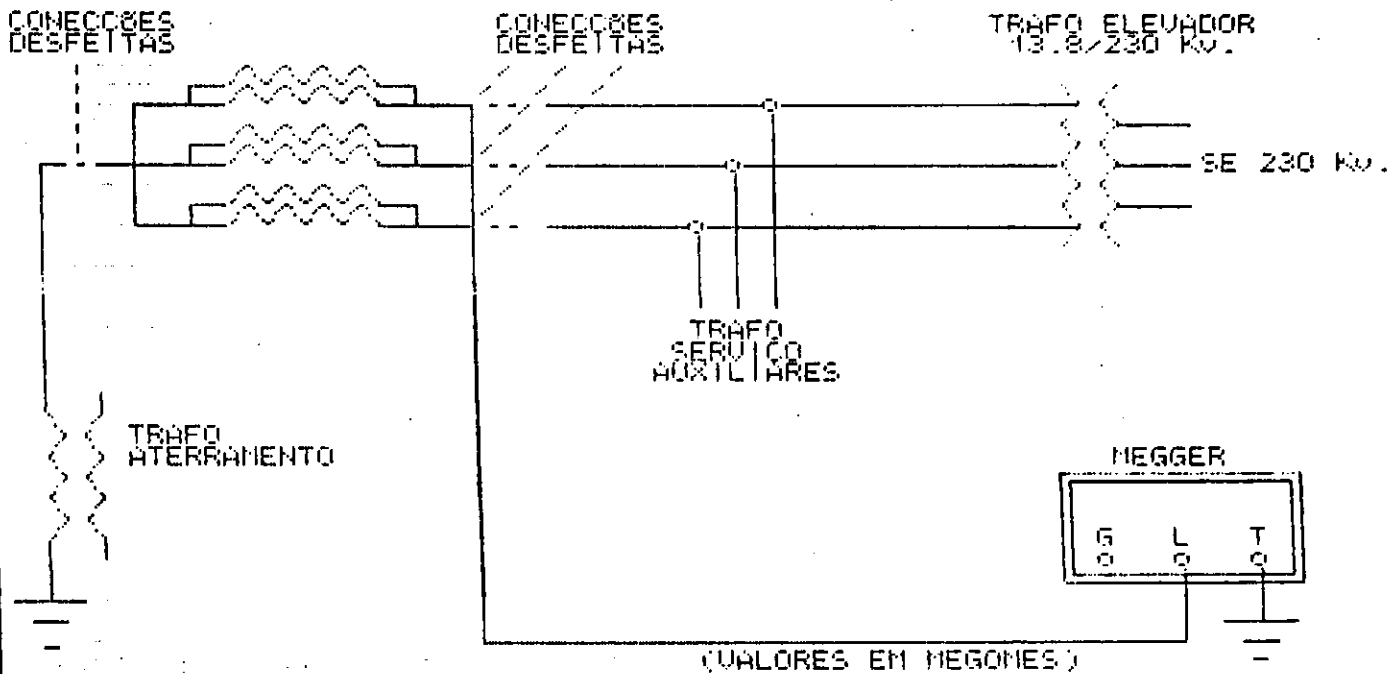 CONECCÕES
DESFEITAS
CONECCÕES
DESFEITAS
TRAFO ELEVADOR
13.8/230 Kv.
SE 230 Kv.
TRAFO
SERVIÇO
AUXILIARES
TRAFO
ATERRAMENTO
MEGGER
G L T
(VALORES EM MEGOMES)